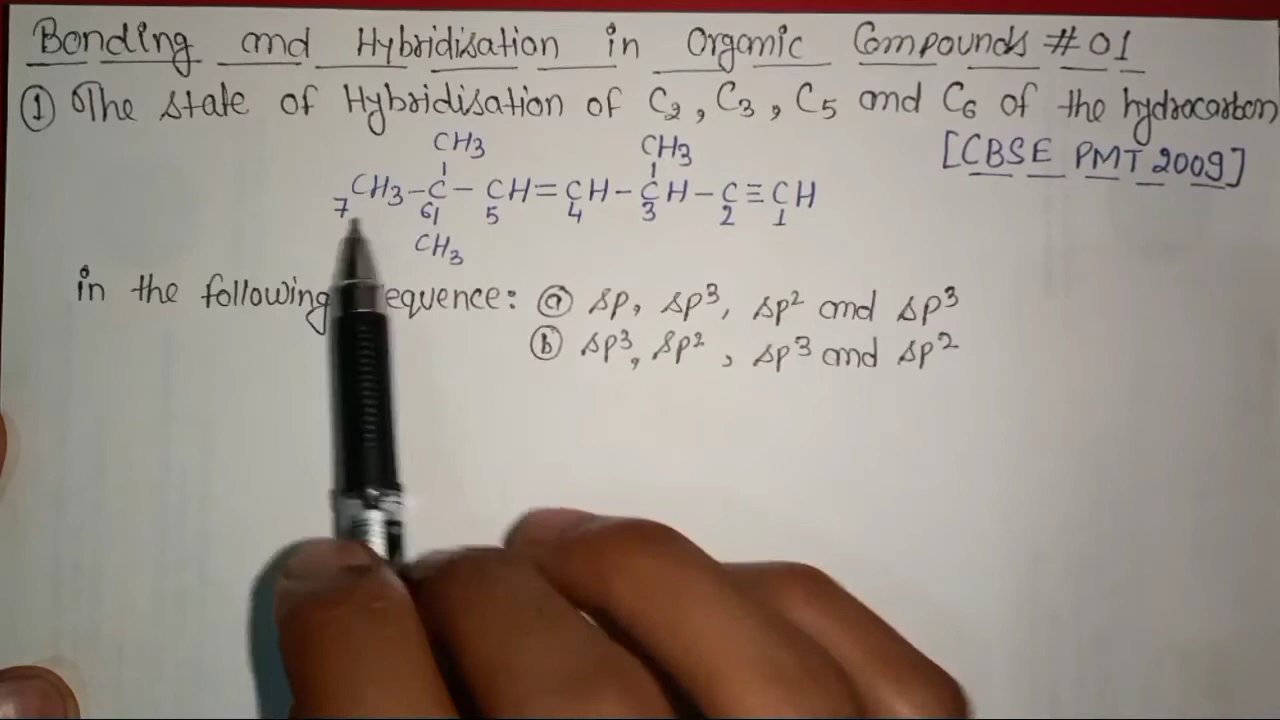 Bonding and Hybridisation in Organic Compounds #01
① The state of Hybridisation of C2, C3, C5 and C6 of the hydrocarbon
[CBSE PMT 2009]
CH3 CH3
CH3-C-CH=CH-CH-C≡CH
7 6 5 4 3 2 1
CH3
in the following equence: ⓐ sp, sp³, sp² and sp³
ⓑ sp³, sp², sp³ and sp²